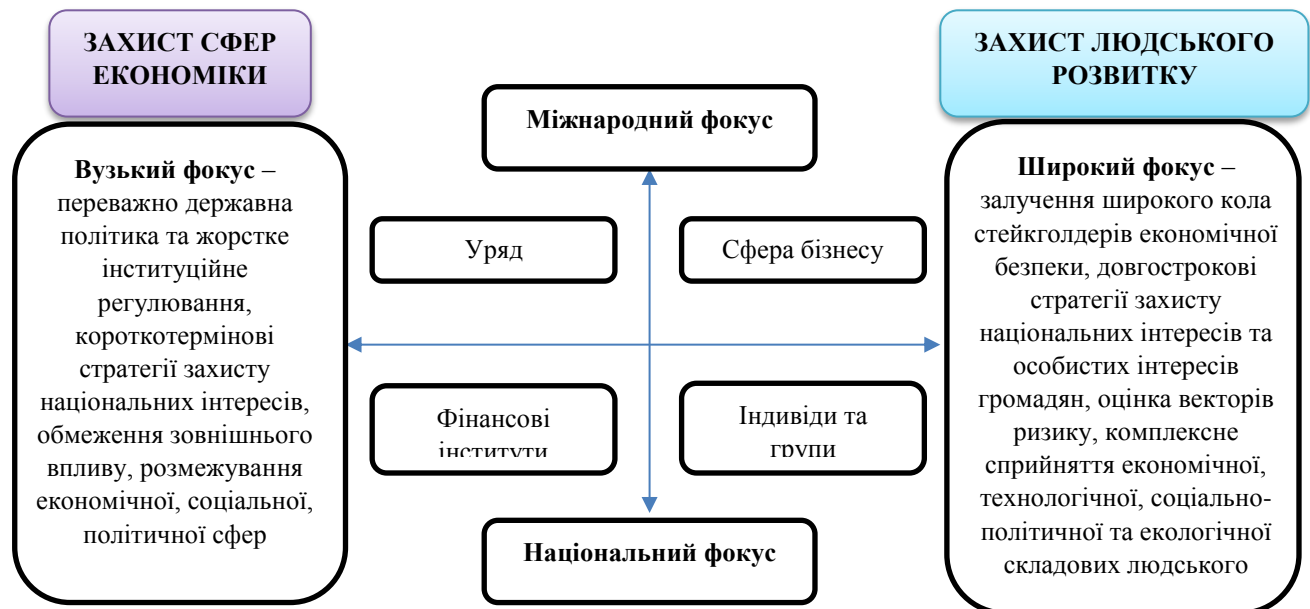 ЗАХИСТ СФЕР
ЕКОНОМІКИ
Вузький фокус –
переважно державна
політика та жорстке
інституційне
регулювання,
короткотермінові
стратегії захисту
національних інтересів,
обмеження зовнішнього
впливу, розмежування
економічної, соціальної,
політичної сфер
Міжнародний фокус
Уряд
Сфера бізнесу
Фінансові
інститути
Індивіди та
групи
Національний фокус
ЗАХИСТ ЛЮДСЬКОГО
РОЗВИТКУ
Широкий фокус –
залучення широкого кола
стейкголдерів економічної
безпеки, довгострокові
стратегії захисту
національних інтересів та
особистих інтересів
громадян, оцінка векторів
ризику, комплексне
сприйняття економічної,
технологічної, соціально-
політичної та екологічної
складових людського